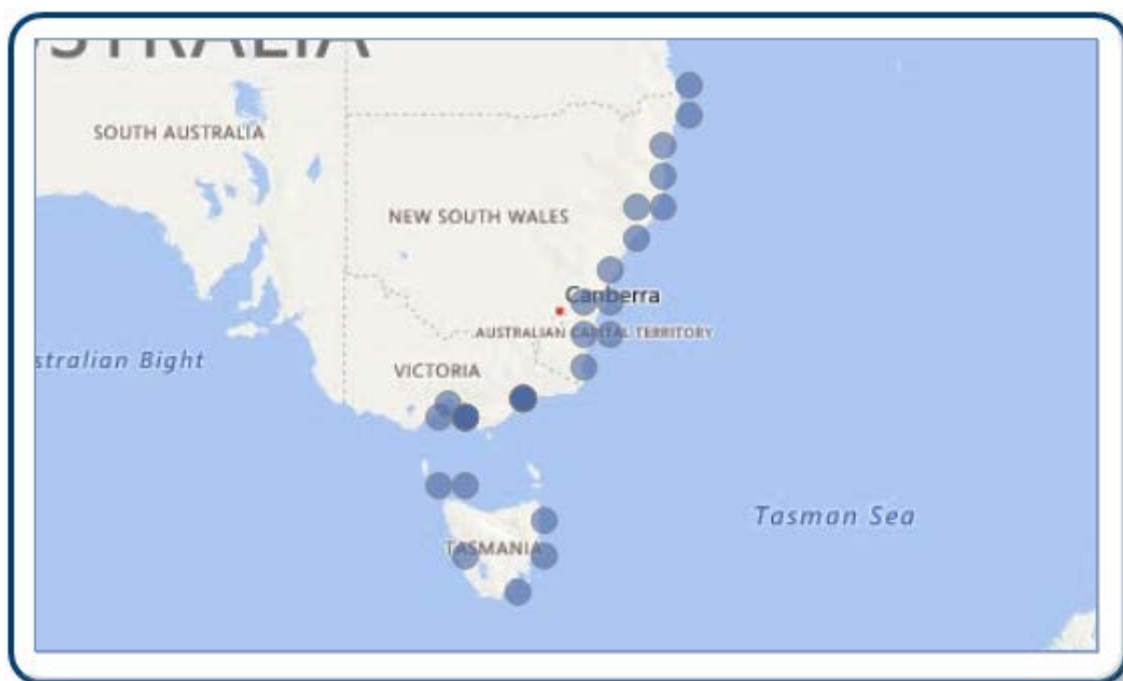 STRALIA
SOUTH AUSTRALIA
NEW SOUTH WALES
Canberra
AUSTRALIAN CAPITAL TERRITORY
stralian Bight
VICTORIA
Tasman Sea
TASMANIA